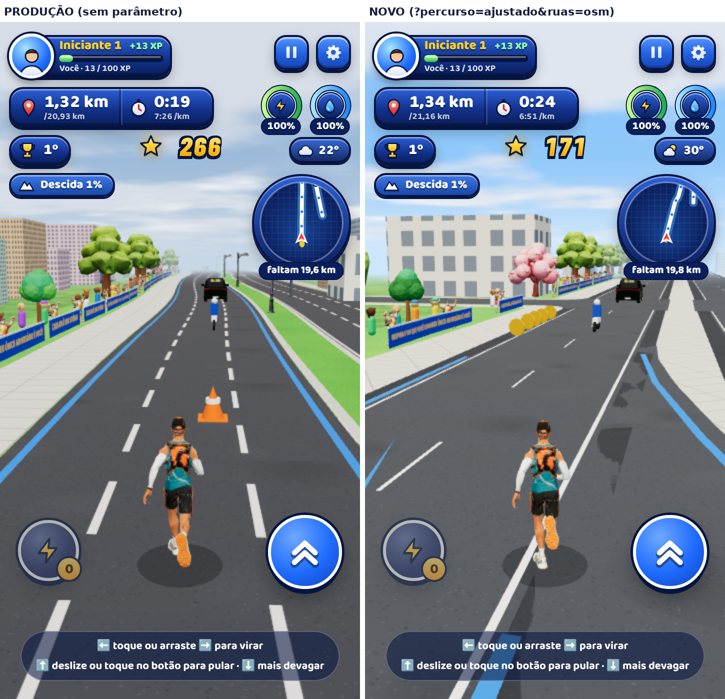 PRODUÇÃO (sem parâmetro)
Iniciante 1 +13 XP
Você · 13 / 100 XP
1,32 km
/20,93 km
0:19
7:26 /km
100%
100%
1°
266
22°
Descida 1%
faltam 19,6 km
0
← toque ou arraste → para virar
↑ deslize ou toque no botão para pular · ↓ mais devagar
NOVO (?percurso=ajustado&ruas=osm)
Iniciante 1 +13 XP
Você · 13 / 100 XP
1,34 km
/21,16 km
0:24
6:51 /km
100%
100%
1°
171
30°
Descida 1%
faltam 19,8 km
0
← toque ou arraste → para virar
↑ deslize ou toque no botão para pular · ↓ mais devagar